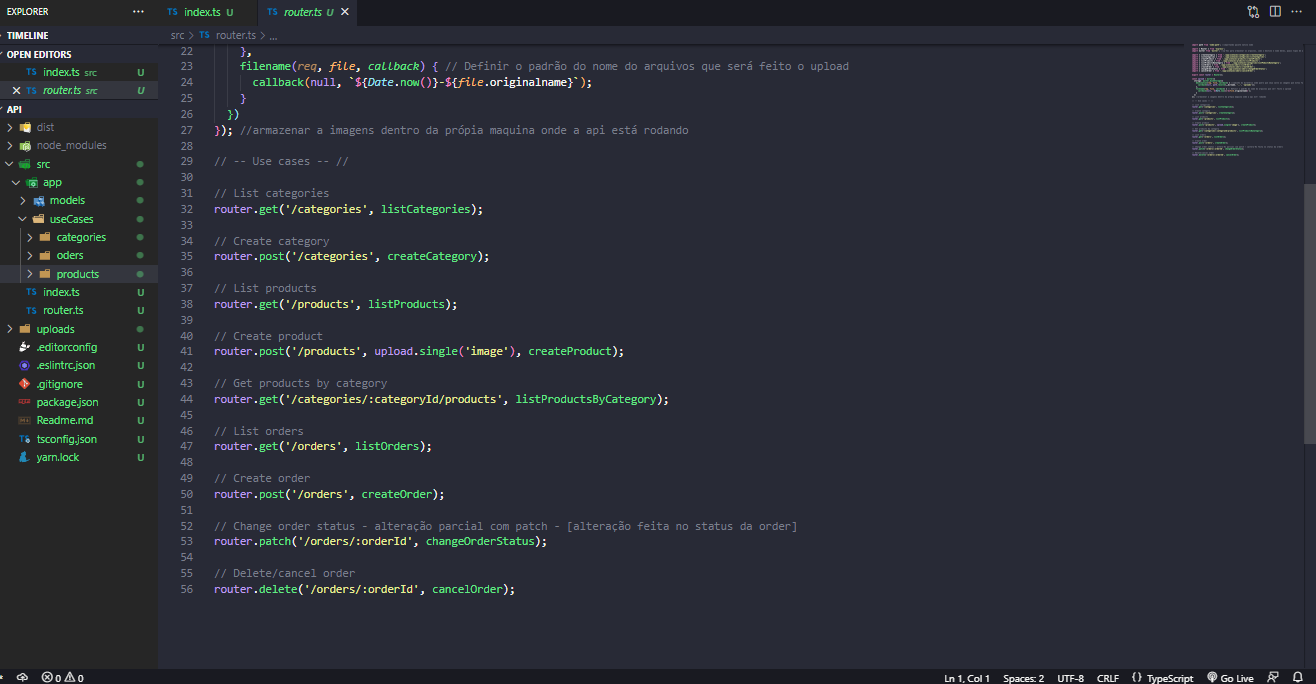 EXPLORER
TIMELINE
OPEN EDITORS
TS index.ts src U
TS router.ts src U
API
dist
node_modules
src
app
models
useCases
categories
oders
products
TS index.ts U
TS router.ts U
uploads
.editorconfig U
.eslintrc.json U
.gitignore U
package.json U
Readme.md U
tsconfig.json U
yarn.lock U
TS index.ts U
TS router.ts U
src > TS router.ts > ...
22 },
23 filename(req, file, callback) { // Definir o padrão do nome do arquivos que será feito o upload
24 callback(null, `${Date.now()}-${file.originalname}`);
25 }
26 })
27 }); //armazenar a imagens dentro da própia maquina onde a api está rodando
28
29 // -- Use cases -- //
30
31 // List categories
32 router.get('/categories', listCategories);
33
34 // Create category
35 router.post('/categories', createCategory);
36
37 // List products
38 router.get('/products', listProducts);
39
40 // Create product
41 router.post('/products', upload.single('image'), createProduct);
42
43 // Get products by category
44 router.get('/categories/:categoryId/products', listProductsByCategory);
45
46 // List orders
47 router.get('/orders', listOrders);
48
49 // Create order
50 router.post('/orders', createOrder);
51
52 // Change order status - alteração parcial com patch - [alteração feita no status da order]
53 router.patch('/orders/:orderId', changeOrderStatus);
54
55 // Delete/cancel order
56 router.delete('/orders/:orderId', cancelOrder);
0 0
Ln 1, Col 1 Spaces: 2 UTF-8 CRLF {} TypeScript Go Live